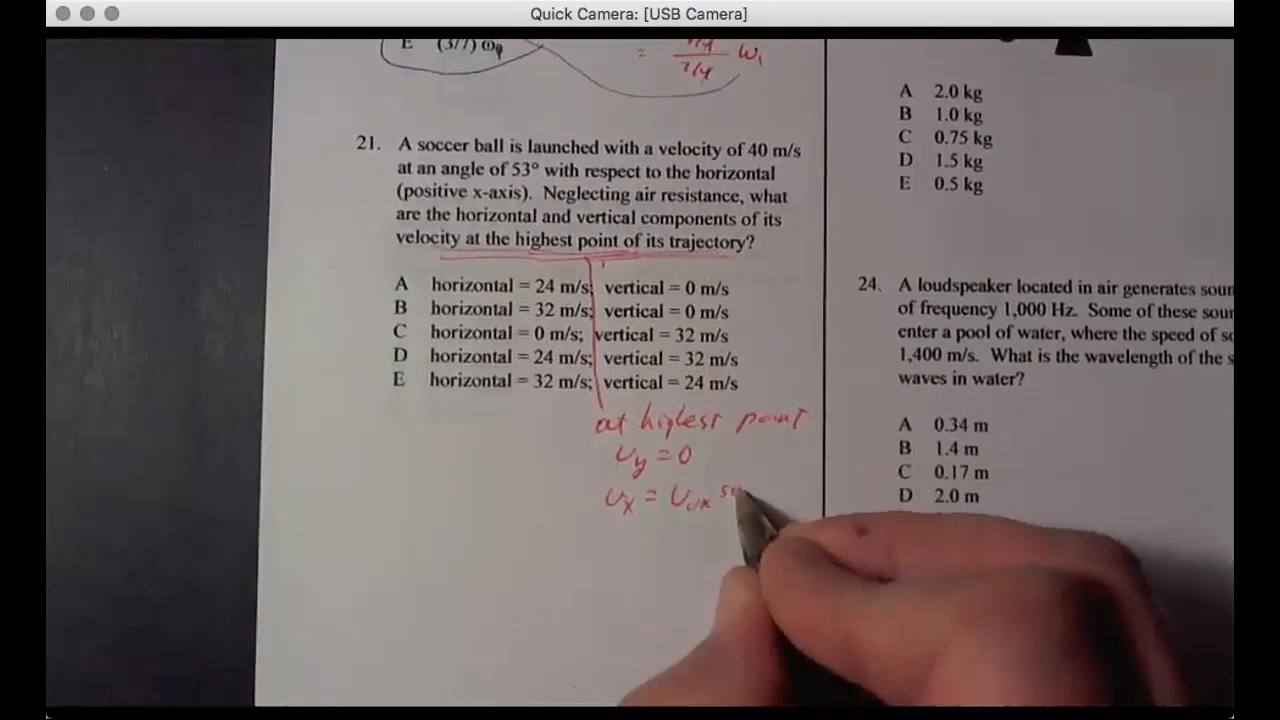 Quick Camera: [USB Camera]
E (3/7) ω
= 7/4 ω₁
21. A soccer ball is launched with a velocity of 40 m/s
at an angle of 53° with respect to the horizontal
(positive x-axis). Neglecting air resistance, what
are the horizontal and vertical components of its
velocity at the highest point of its trajectory?
A horizontal = 24 m/s; vertical = 0 m/s
B horizontal = 32 m/s; vertical = 0 m/s
C horizontal = 0 m/s; vertical = 32 m/s
D horizontal = 24 m/s; vertical = 32 m/s
E horizontal = 32 m/s; vertical = 24 m/s
at highest point
vy = 0
vx = vox
A 2.0 kg
B 1.0 kg
C 0.75 kg
D 1.5 kg
E 0.5 kg
24. A loudspeaker located in air generates soun
of frequency 1,000 Hz. Some of these soun
enter a pool of water, where the speed of so
1,400 m/s. What is the wavelength of the s
waves in water?
A 0.34 m
B 1.4 m
C 0.17 m
D 2.0 m